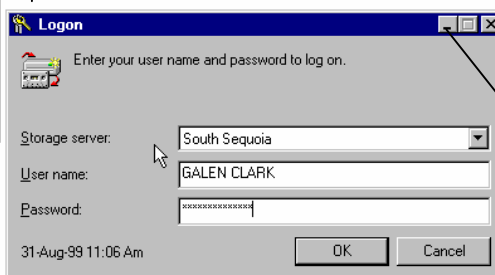 Logon
Enter your user name and password to log on.
Storage server: South Sequoia
User name: GALEN CLARK
Password: xxxxxxxxxxxxxx
31-Aug-99 11:06 Am OK Cancel